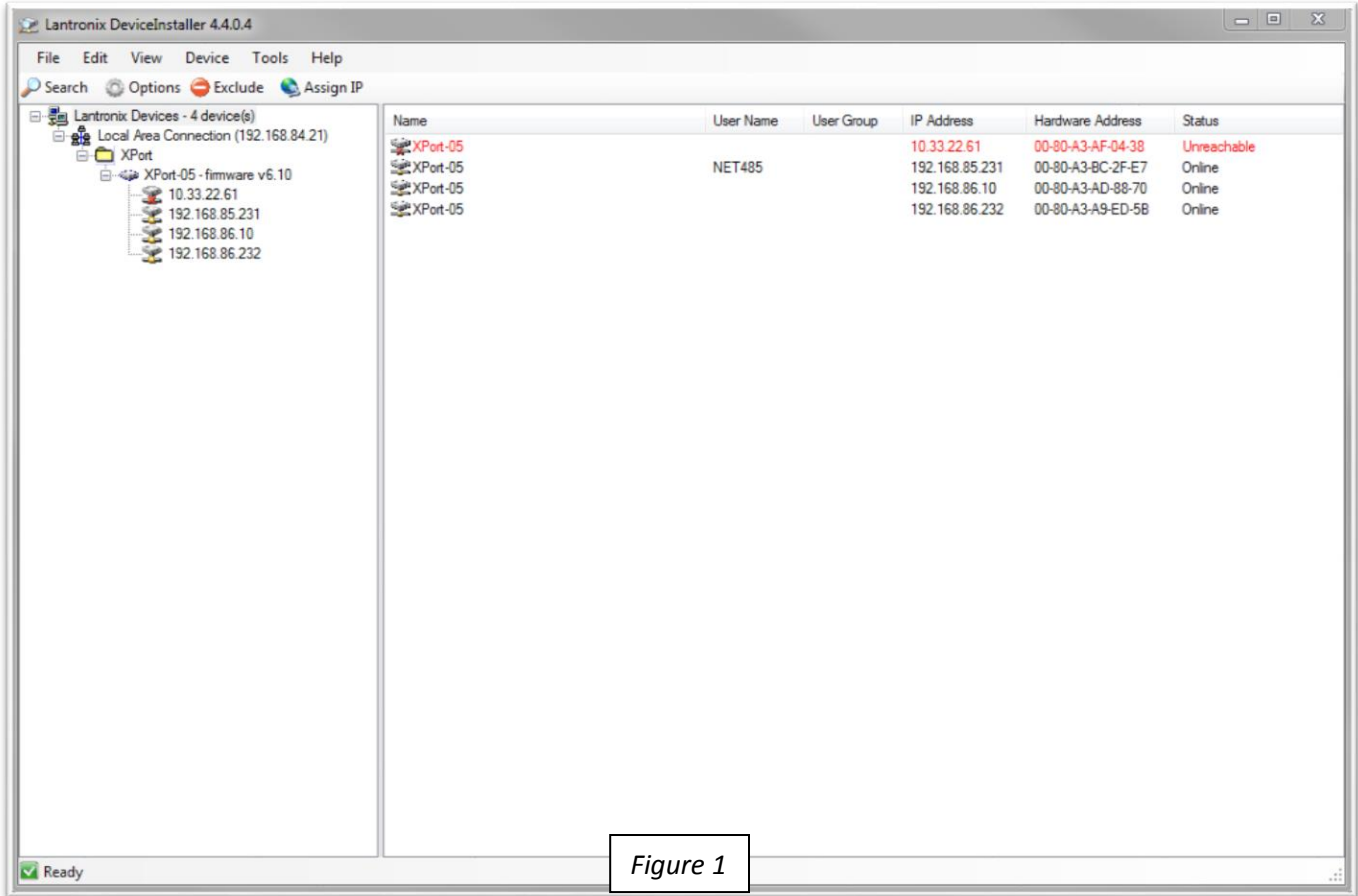 Lantronix DeviceInstaller 4.4.0.4
File Edit View Device Tools Help
Search Options Exclude Assign IP
Lantronix Devices - 4 device(s)
Local Area Connection (192.168.84.21)
XPort
XPort-05 - firmware v6.10
10.33.22.61
192.168.85.231
192.168.86.10
192.168.86.232
Name User Name User Group IP Address Hardware Address Status
XPort-05 10.33.22.61 00-80-A3-AF-04-38 Unreachable
XPort-05 NET485 192.168.85.231 00-80-A3-BC-2F-E7 Online
XPort-05 192.168.86.10 00-80-A3-AD-88-70 Online
XPort-05 192.168.86.232 00-80-A3-A9-ED-5B Online
Ready
Figure 1